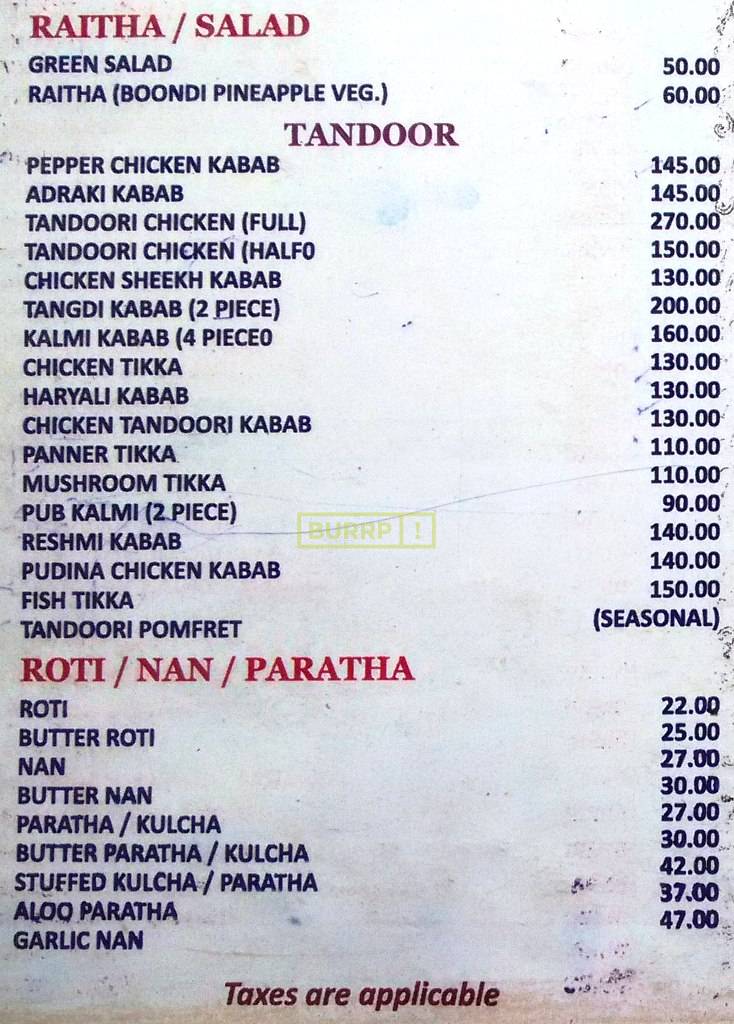 RAITHA / SALAD
GREEN SALAD 50.00
RAITHA (BOONDI PINEAPPLE VEG.) 60.00
TANDOOR
PEPPER CHICKEN KABAB 145.00
ADRAKI KABAB 145.00
TANDOORI CHICKEN (FULL) 270.00
TANDOORI CHICKEN (HALF0 150.00
CHICKEN SHEEKH KABAB 130.00
TANGDI KABAB (2 PIECE) 200.00
KALMI KABAB (4 PIECE0 160.00
CHICKEN TIKKA 130.00
HARYALI KABAB 130.00
CHICKEN TANDOORI KABAB 130.00
PANNER TIKKA 110.00
MUSHROOM TIKKA 110.00
PUB KALMI (2 PIECE) 90.00
BURRP !
RESHMI KABAB 140.00
PUDINA CHICKEN KABAB 140.00
FISH TIKKA 150.00
TANDOORI POMFRET (SEASONAL)
ROTI / NAN / PARATHA
ROTI 22.00
BUTTER ROTI 25.00
NAN 27.00
BUTTER NAN 30.00
PARATHA / KULCHA 27.00
BUTTER PARATHA / KULCHA 30.00
STUFFED KULCHA / PARATHA 42.00
ALOO PARATHA 37.00
GARLIC NAN 47.00
Taxes are applicable